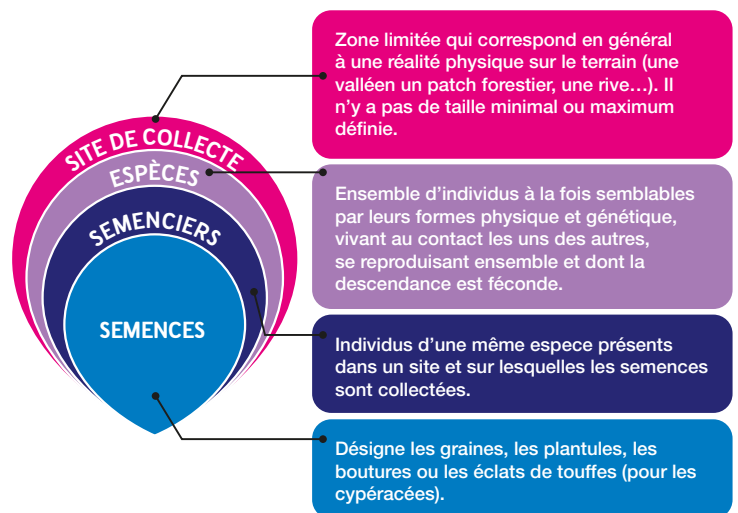 SITE DE COLLECTE
ESPÈCES
SEMENCIERS
SEMENCES
Zone limitée qui correspond en général
à une réalité physique sur le terrain (une
valléen un patch forestier, une rive…). Il
n'y a pas de taille minimal ou maximum
définie.
Ensemble d'individus à la fois semblables
par leurs formes physique et génétique,
vivant au contact les uns des autres,
se reproduisant ensemble et dont la
descendance est féconde.
Individus d'une même espece présents
dans un site et sur lesquelles les semences
sont collectées.
Désigne les graines, les plantules, les
boutures ou les éclats de touffes (pour les
cypéracées).